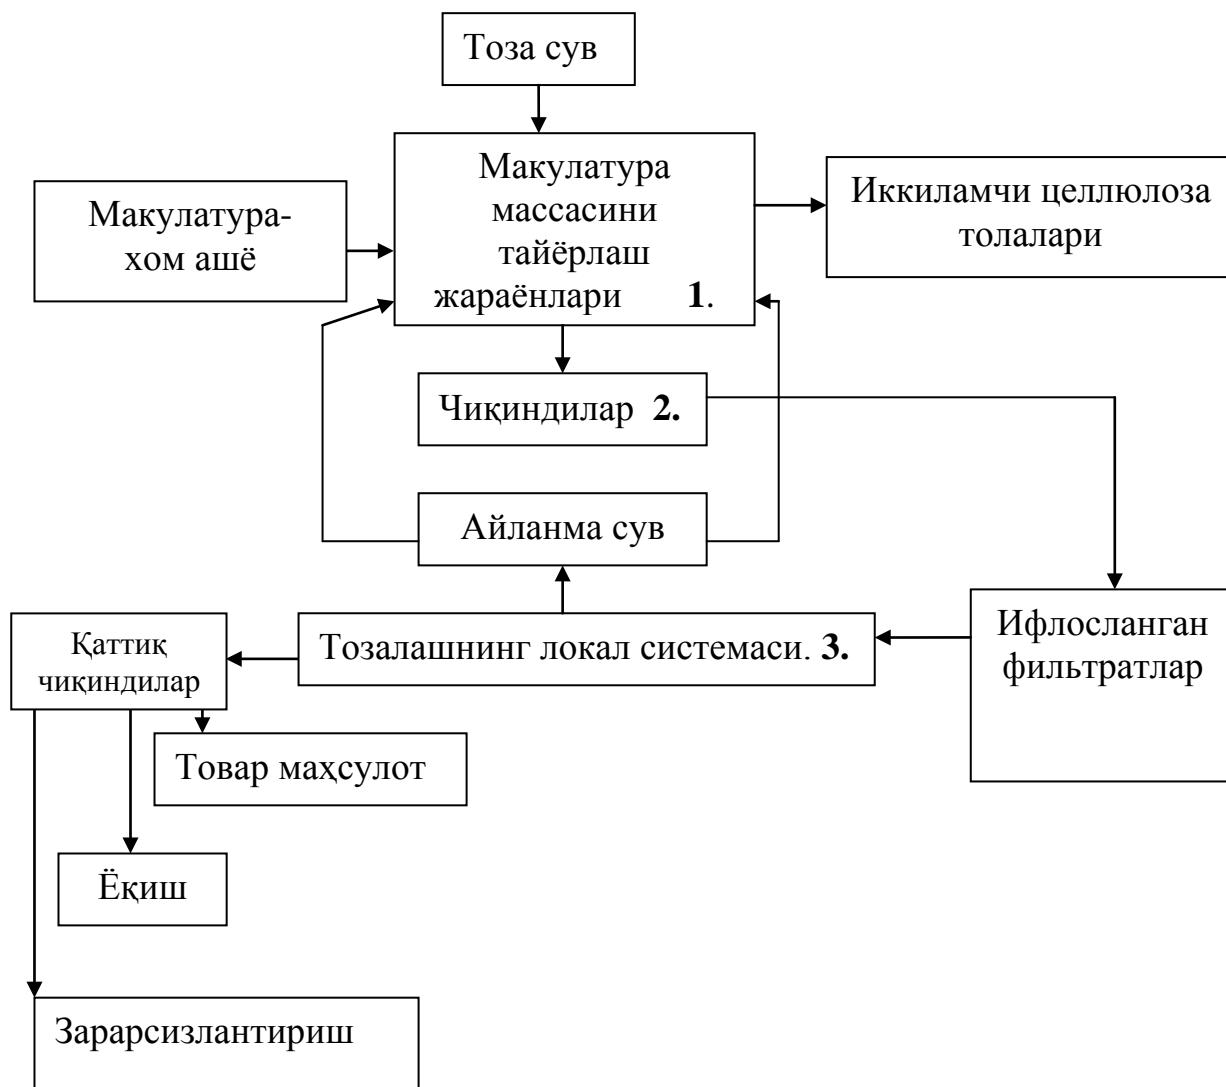 Тоза сув
Макулатура
массасини
тайёрлаш
жараёнлари 1.
Макулатура-
хом ашё
Иккиламчи целлюлоза
толалари
Чиқиндилар 2.
Айланма сув
Тозалашнинг локал системаси. 3.
Ифлосланган
фильтратлар
Қаттиқ
чиқиндилар
Товар маҳсулот
Ёқиш
Зарарсизлантириш